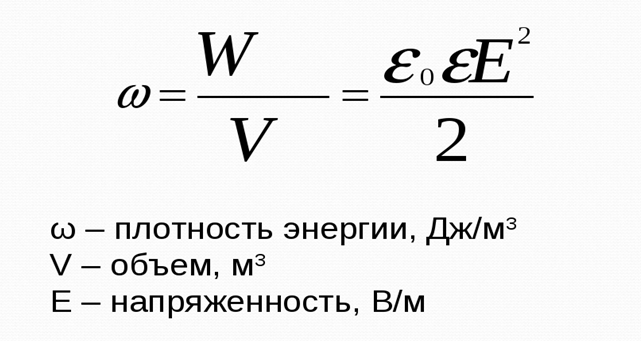 ω = W/V = ε₀εE²/2
ω – плотность энергии, Дж/м³
V – объем, м³
E – напряженность, В/м